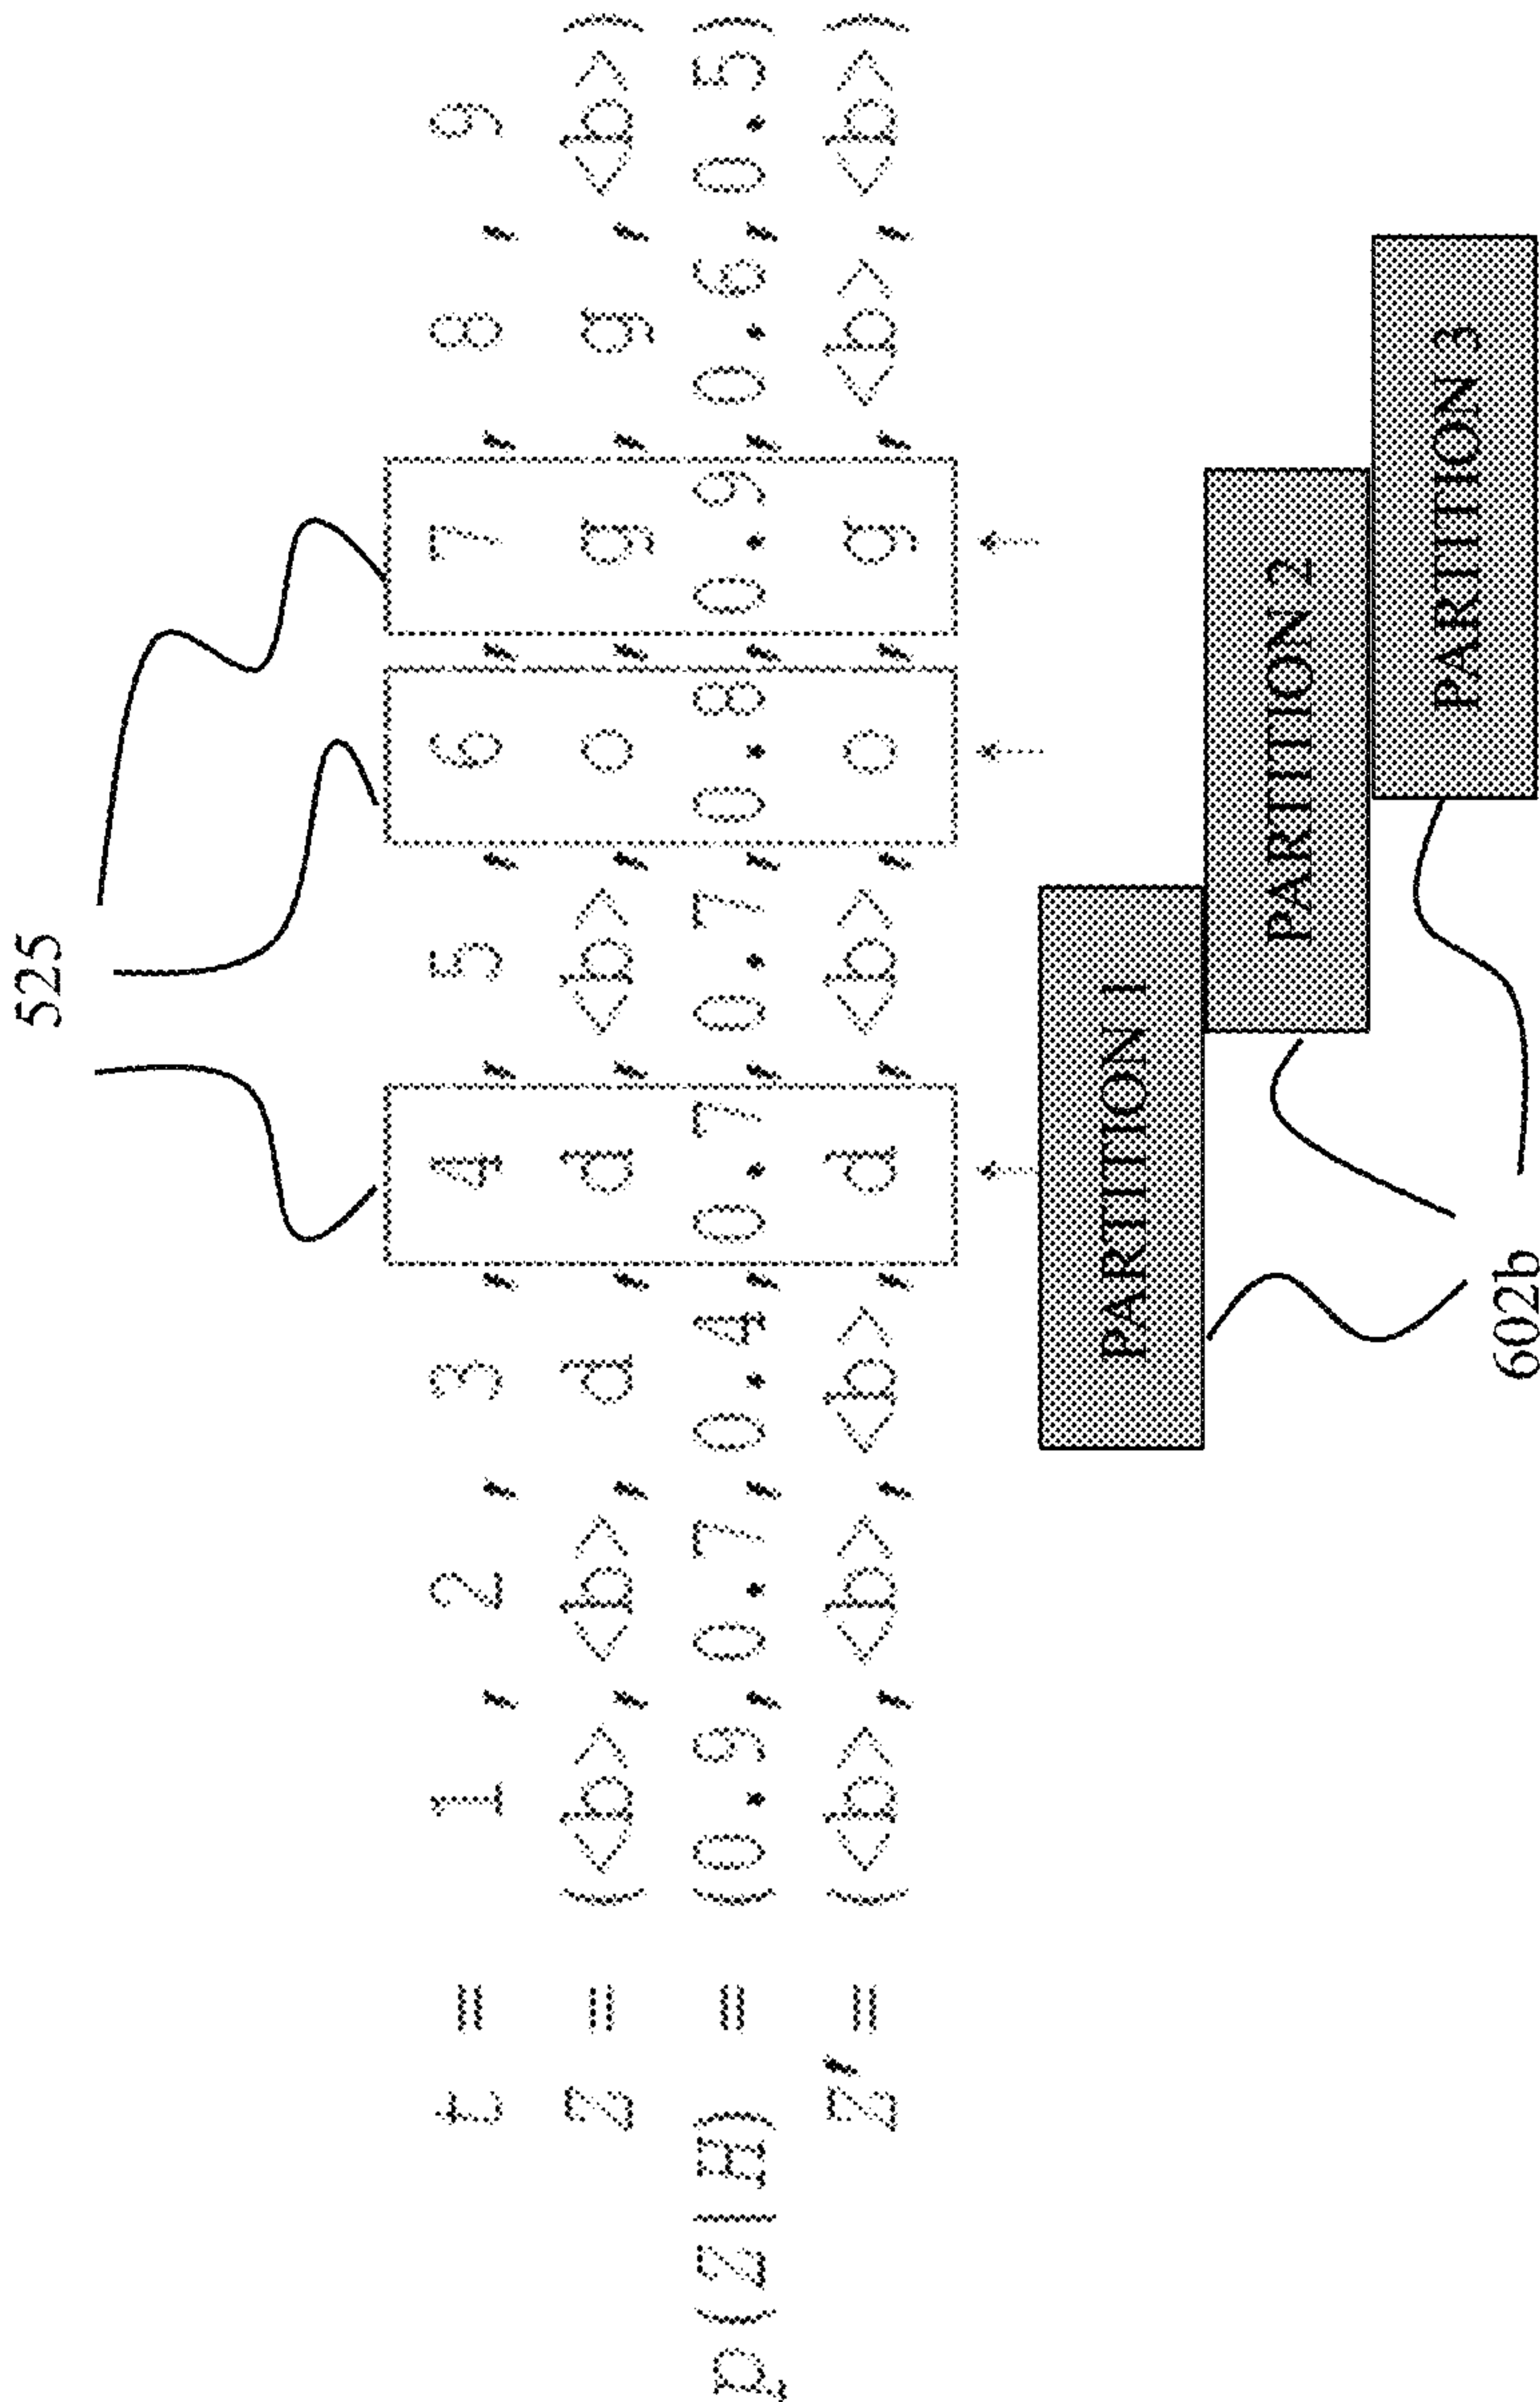 525
t = 1 , 2 , 3 , 4 , 5 , 6 , 7 , 8 , 9
Z = (<b>, <b>, d , d , <b>, o , g , g , <b>)
p(Z|H) = (0.9, 0.7, 0.4, 0.7, 0.7, 0.8, 0.9, 0.6, 0.5)
Z' = (<b>, <b>, <b>, d , <b>, o , g , <b>, <b>)
PARTITION 1
PARTITION 2
PARTITION 3
602b